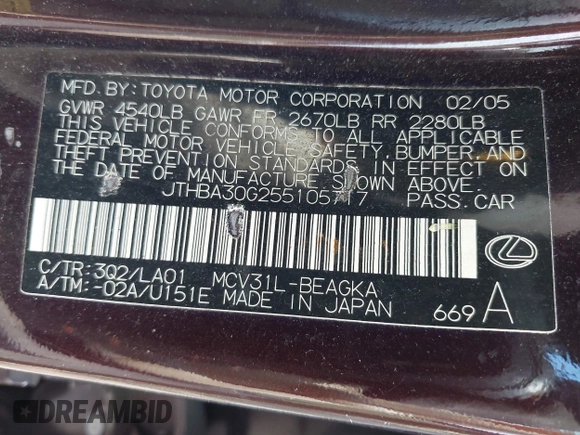 MFD. BY: TOYOTA MOTOR CORPORATION 02/05
GVWR 4540LB GAWR FR 2670LB RR 2280LB
THIS VEHICLE CONFORMS TO ALL APPLICABLE
FEDERAL MOTOR VEHICLE SAFETY, BUMPER, AND
THEFT PREVENTION STANDARDS IN EFFECT ON
THE DATE OF MANUFACTURE SHOWN ABOVE.
PASS. CAR
C/TR: 3Q2/LA01 MCV31L-BEAGKA
A/TM: -02A/U151E MADE IN JAPAN
669 A
DREAMBID